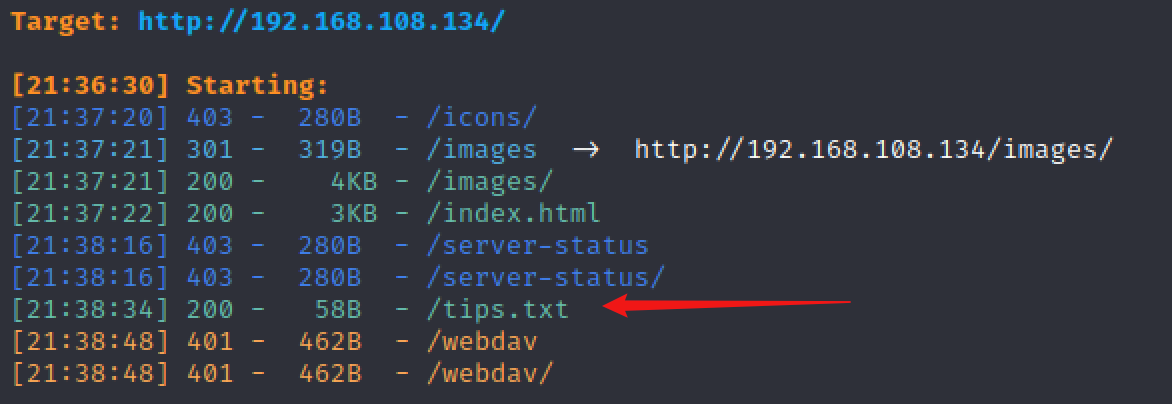 Target: http://192.168.108.134/
[21:36:30] Starting:
[21:37:20] 403 -  280B  - /icons/
[21:37:21] 301 -  319B  - /images  ->  http://192.168.108.134/images/
[21:37:21] 200 -    4KB - /images/
[21:37:22] 200 -    3KB - /index.html
[21:38:16] 403 -  280B  - /server-status
[21:38:16] 403 -  280B  - /server-status/
[21:38:34] 200 -   58B  - /tips.txt
[21:38:48] 401 -  462B  - /webdav
[21:38:48] 401 -  462B  - /webdav/